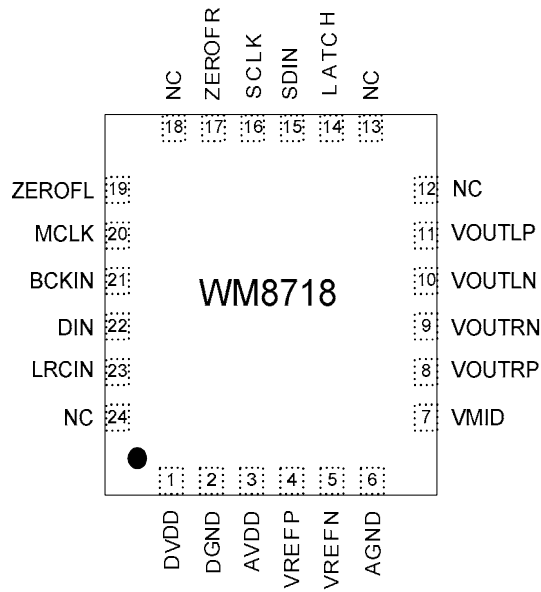 NC ZEROFR SCLK SDIN LATCH NC
18 17 16 15 14 13
ZEROFL 19 12 NC
MCLK 20 11 VOUTLP
BCKIN 21 WM8718 10 VOUTLN
DIN 22 9 VOUTRN
LRCIN 23 8 VOUTRP
NC 24 7 VMID
1 2 3 4 5 6
DVDD DGND AVDD VREFP VREFN AGND